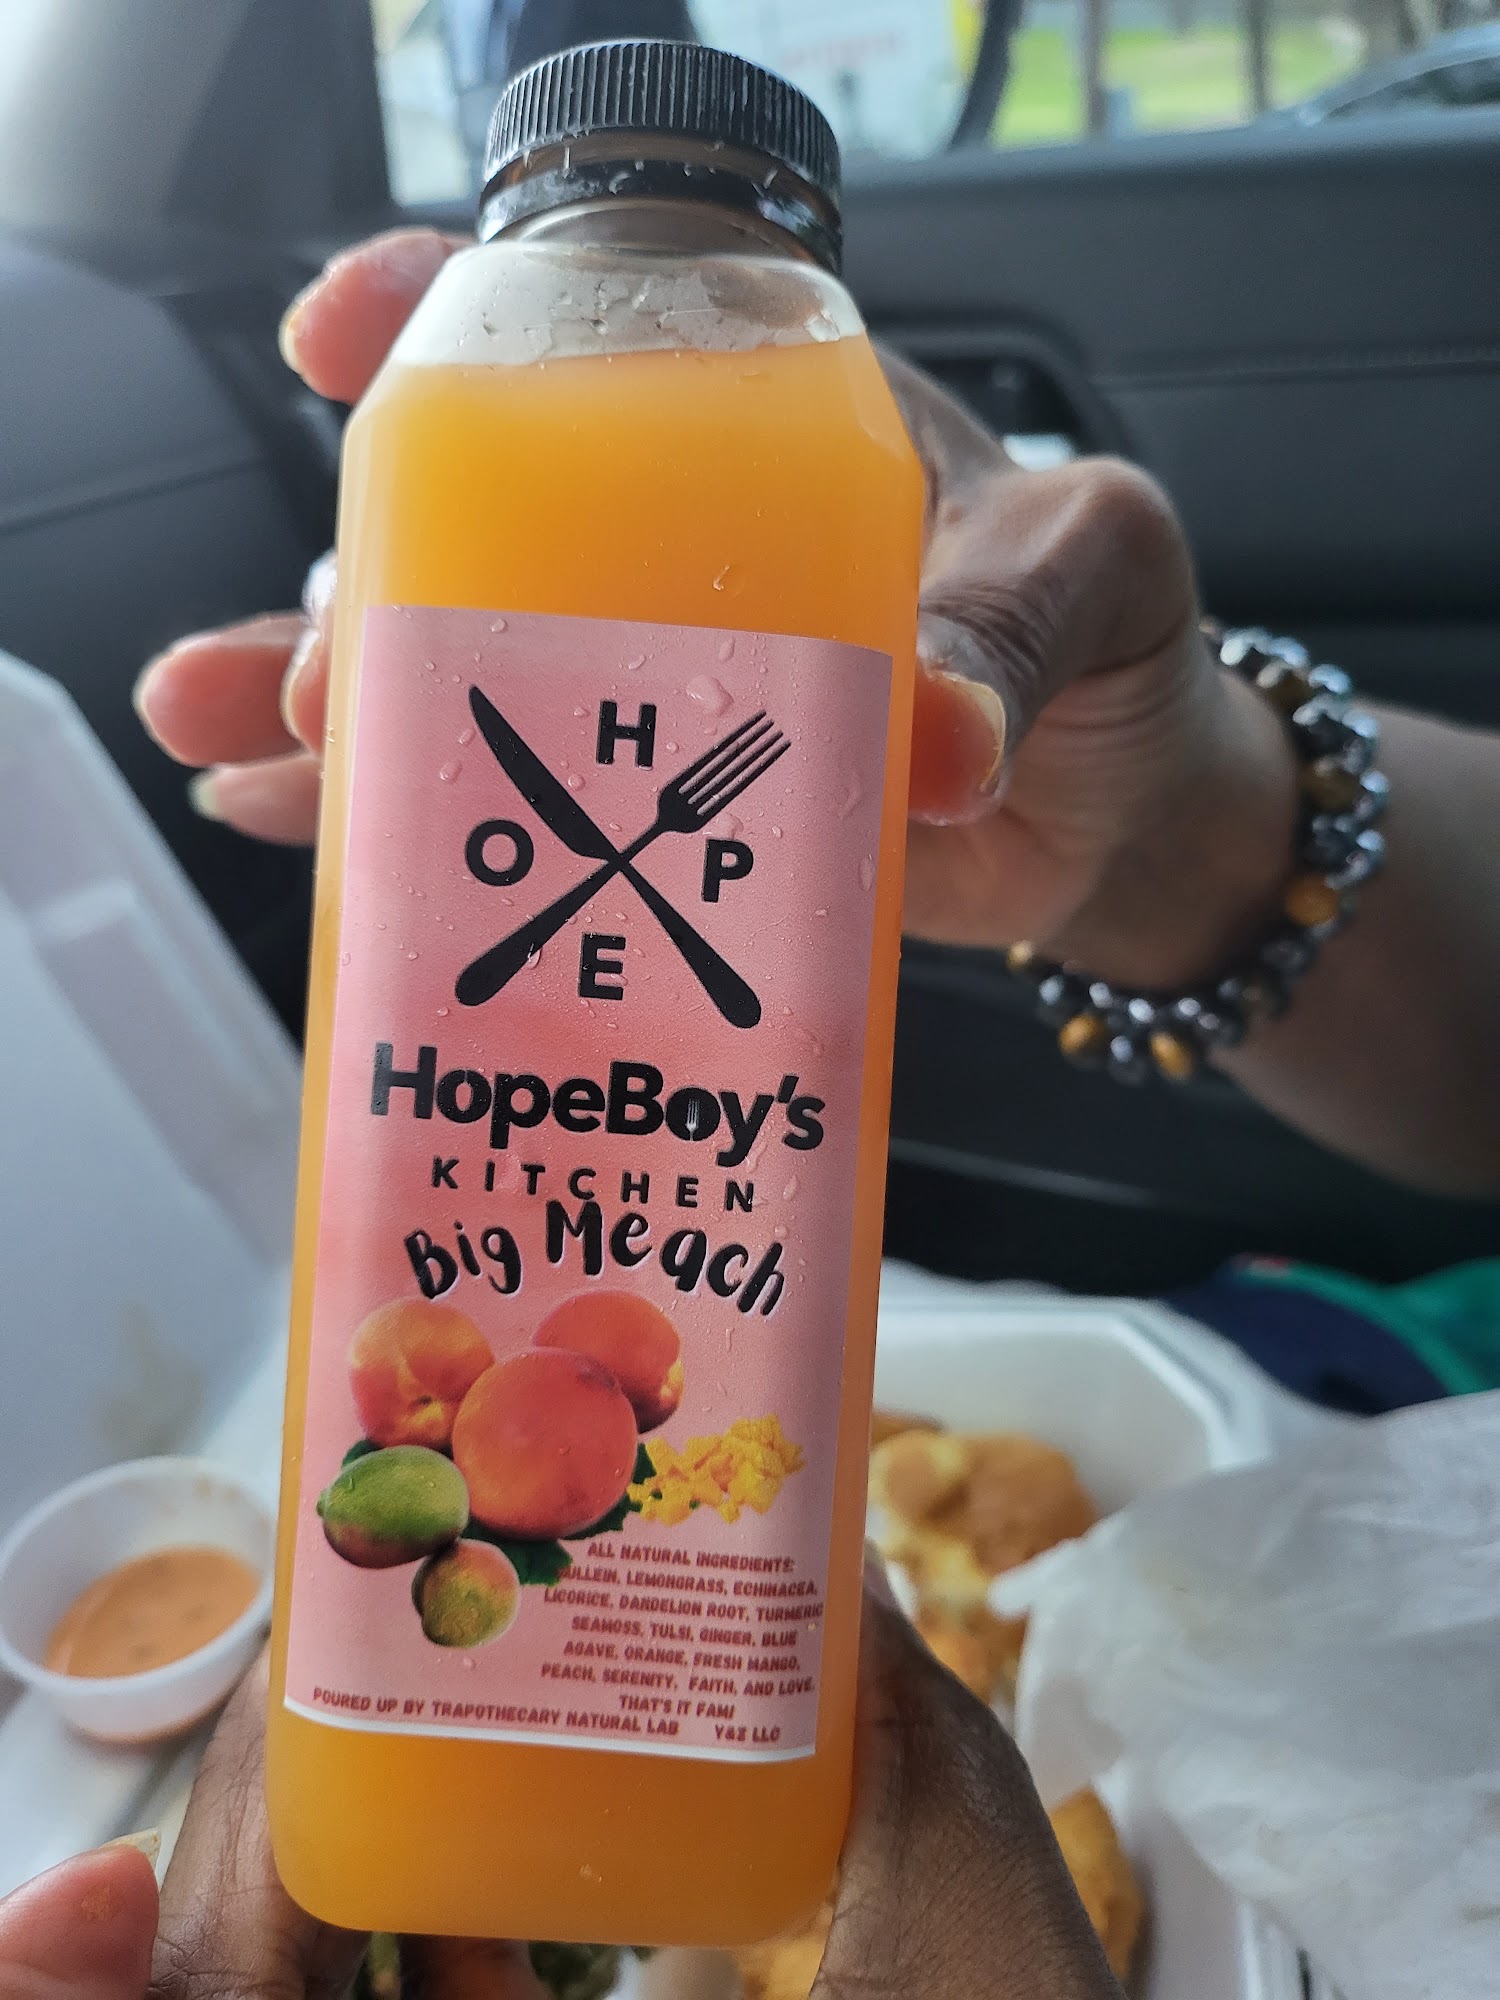 H
O P
E
HopeBoy's
KITCHEN
Big Meach
ALL NATURAL INGREDIENTS:
LEMONGRASS, ECHINACEA,
LICORICE, DANDELION ROOT, TURMERIC
SEAMOSS, TULSI, GINGER, BLUE
AGAVE, ORANGE, FRESH MANGO,
PEACH, SERENITY, FAITH, AND LOVE.
THAT'S IT FAM!
POURED UP BY TRAPOTHECARY NATURAL LAB Y&Z LLC